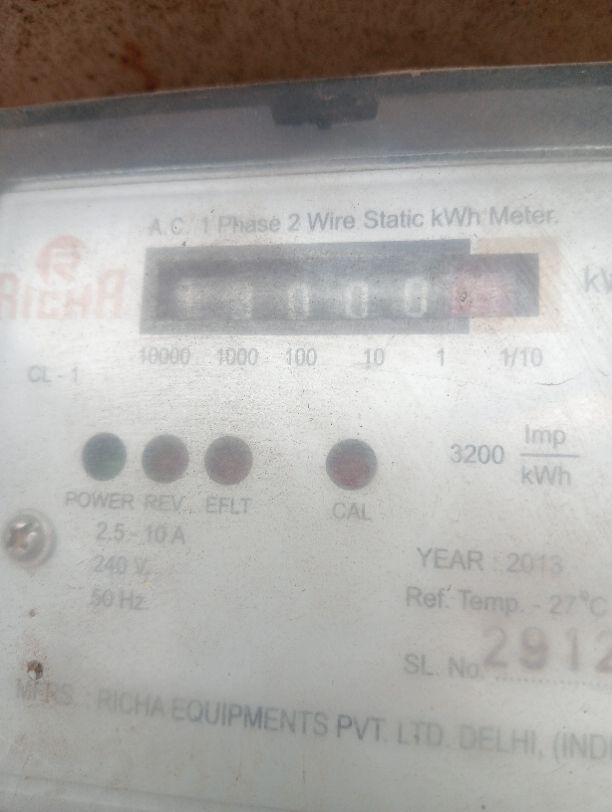 A.C. 1 Phase 2 Wire Static kWh Meter.
RICHA
10000 1000 100 10 1 1/10
CL - 1
3200 Imp
kWh
POWER REV EFLT CAL
2.5 - 10 A
240 V.
50 Hz.
YEAR : 2013
Ref. Temp. - 27°C
SL. No. 2912
MFRS. : RICHA EQUIPMENTS PVT. LTD. DELHI, (INDI